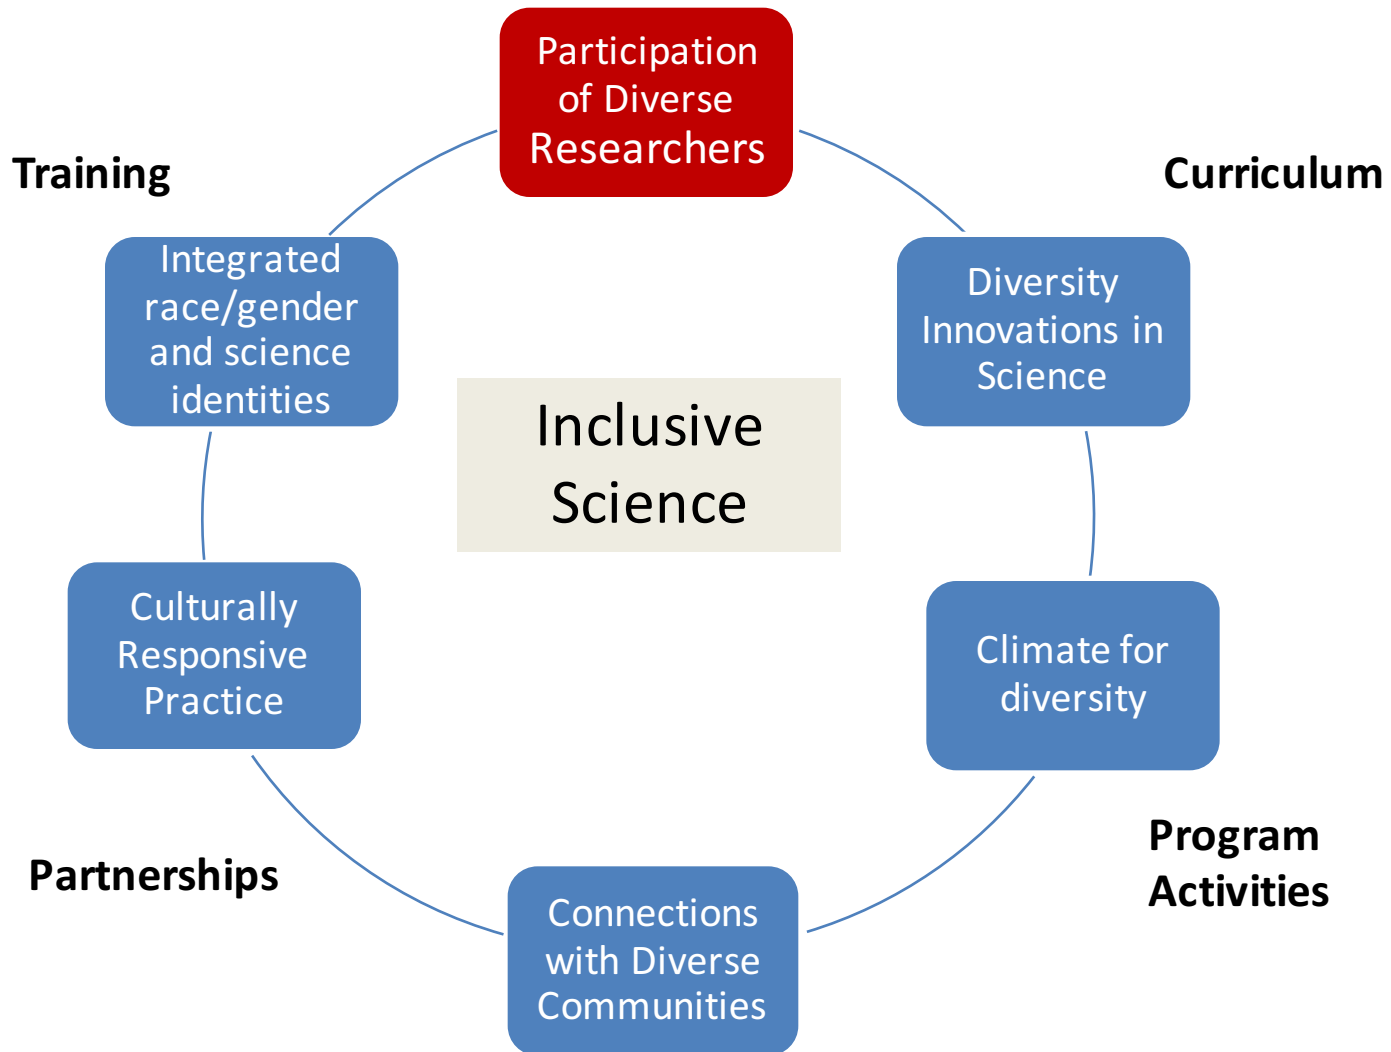 Participation
of Diverse
Researchers
Training
Curriculum
Integrated
race/gender
and science
identities
Diversity
Innovations in
Science
Inclusive
Science
Culturally
Responsive
Practice
Climate for
diversity
Partnerships
Program
Activities
Connections
with Diverse
Communities